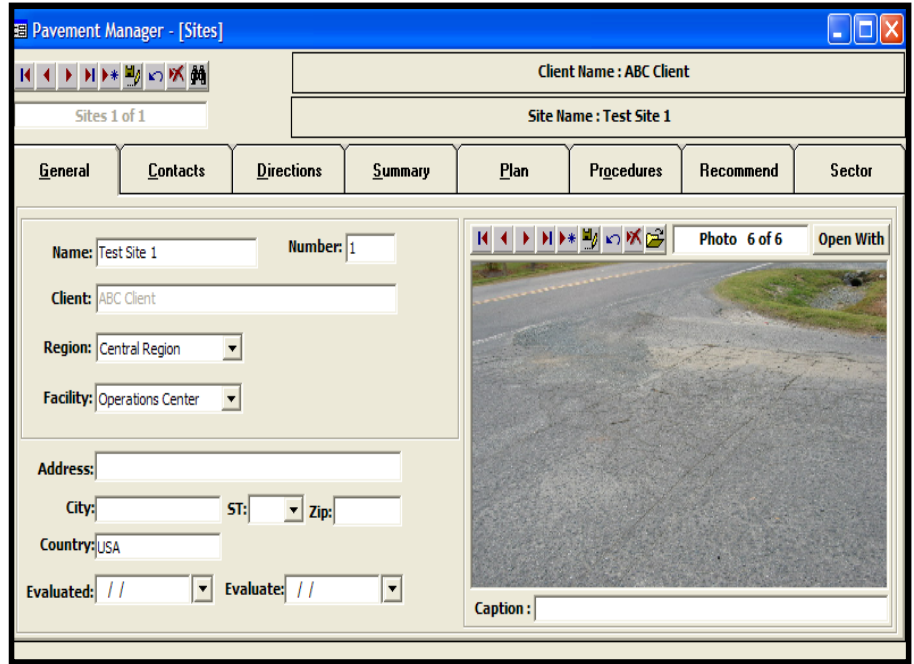 Pavement Manager - [Sites]
Client Name : ABC Client
Sites 1 of 1
Site Name : Test Site 1
General Contacts Directions Summary Plan Procedures Recommend Sector
Name: Test Site 1 Number: 1
Photo 6 of 6 Open With
Client: ABC Client
Region: Central Region
Facility: Operations Center
Address:
City: ST: Zip:
Country: USA
Evaluated: / / Evaluate: / /
Caption :